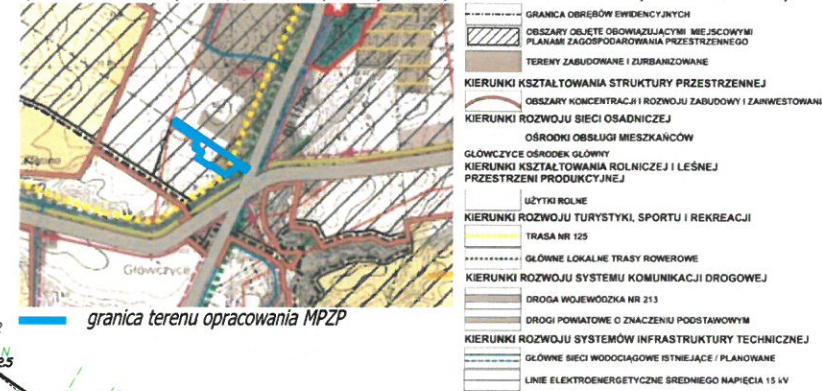 Klęcino
Główczyce
granica terenu opracowania MPZP
GRANICA OBRĘBÓW EWIDENCYJNYCH
OBSZARY OBJĘTE OBOWIĄZUJĄCYMI MIEJSCOWYMI
PLANAMI ZAGOSPODAROWANIA PRZESTRZENNEGO
TERENY ZABUDOWANE I ZURBANIZOWANE
KIERUNKI KSZTAŁTOWANIA STRUKTURY PRZESTRZENNEJ
OBSZARY KONCENTRACJI I ROZWOJU ZABUDOWY I ZAINWESTOWANI
KIERUNKI ROZWOJU SIECI OSADNICZEJ
OŚRODKI OBSŁUGI MIESZKAŃCÓW
GŁÓWCZYCE OŚRODEK GŁÓWNY
KIERUNKI KSZTAŁTOWANIA ROLNICZEJ I LEŚNEJ
PRZESTRZENI PRODUKCYJNEJ
UŻYTKI ROLNE
KIERUNKI ROZWOJU TURYSTYKI, SPORTU I REKREACJI
TRASA NR 125
GŁÓWNE LOKALNE TRASY ROWEROWE
KIERUNKI ROZWOJU SYSTEMU KOMUNIKACJI DROGOWEJ
DROGA WOJEWÓDZKA NR 213
DROGI POWIATOWE O ZNACZENIU PODSTAWOWYM
KIERUNKI ROZWOJU SYSTEMÓW INFRASTRUKTURY TECHNICZNEJ
GŁÓWNE SIECI WODOCIĄGOWE ISTNIEJĄCE / PLANOWANE
LINIE ELEKTROENERGETYCZNE ŚREDNIEGO NAPIĘCIA 15 kV